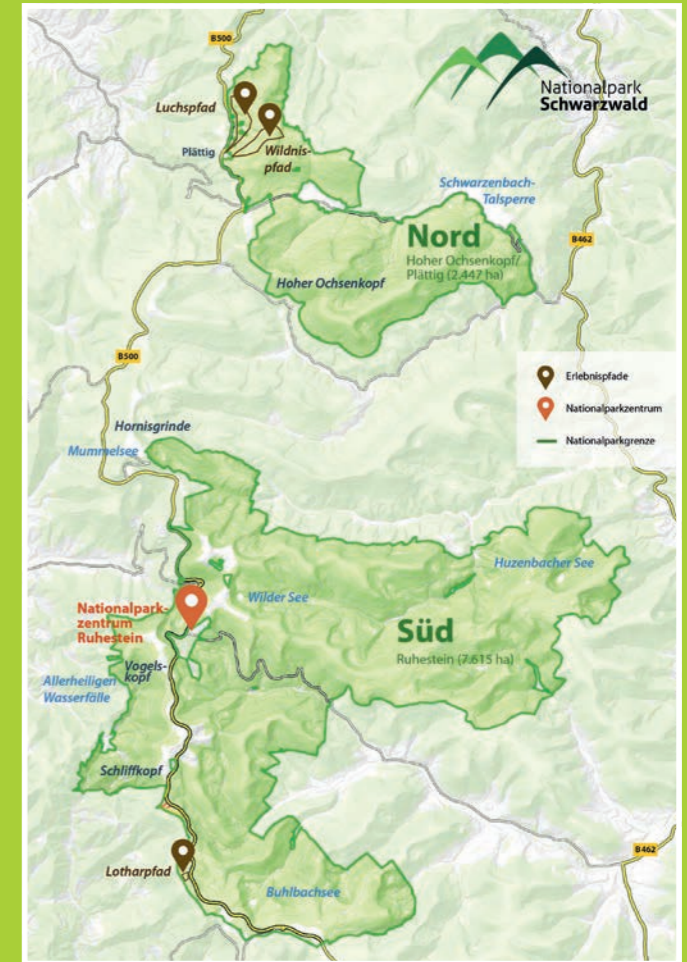 B500
Nationalpark
Schwarzwald
Luchspfad
Plättig
Wildnis-
pfad
Schwarzenbach-
Talsperre
Nord
Hoher Ochsenkopf/
Plättig (2.447 ha)
B462
Hoher Ochsenkopf
B500
Erlebnispfade
Nationalparkzentrum
Nationalparkgrenze
Hornisgrinde
Mummelsee
Huzenbacher See
Wilder See
Nationalpark-
zentrum
Ruhestein
Süd
Ruhestein (7.615 ha)
Vogels-
kopf
Allerheiligen
Wasserfälle
Schliffkopf
B462
Lotharpfad
Buhlbachsee